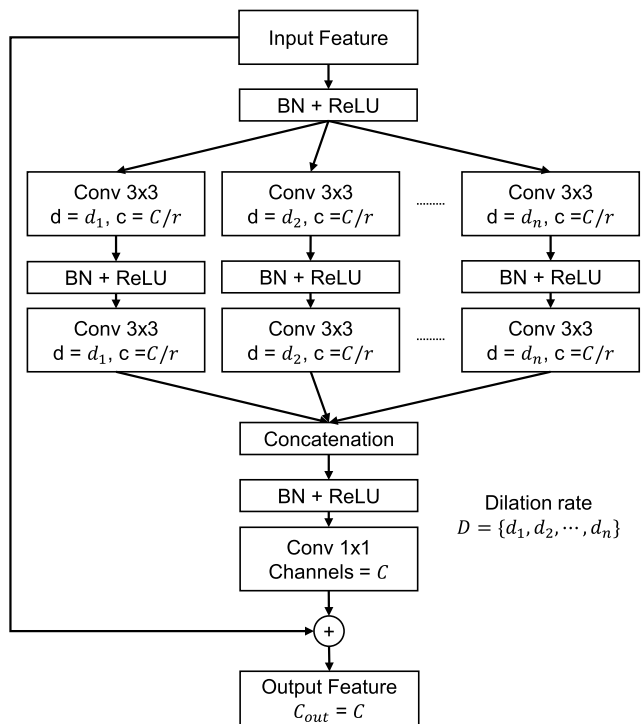 Input Feature
BN + ReLU
Conv 3x3
d = d₁, c = C/r
Conv 3x3
d = d₂, c =C/r
.........
Conv 3x3
d = dₙ, c =C/r
BN + ReLU
BN + ReLU
BN + ReLU
Conv 3x3
d = d₁, c =C/r
Conv 3x3
d = d₂, c =C/r
.........
Conv 3x3
d = dₙ, c =C/r
Concatenation
BN + ReLU
Dilation rate
D = {d₁, d₂, ⋯ , dₙ}
Conv 1x1
Channels = C
+
Output Feature
C_out = C